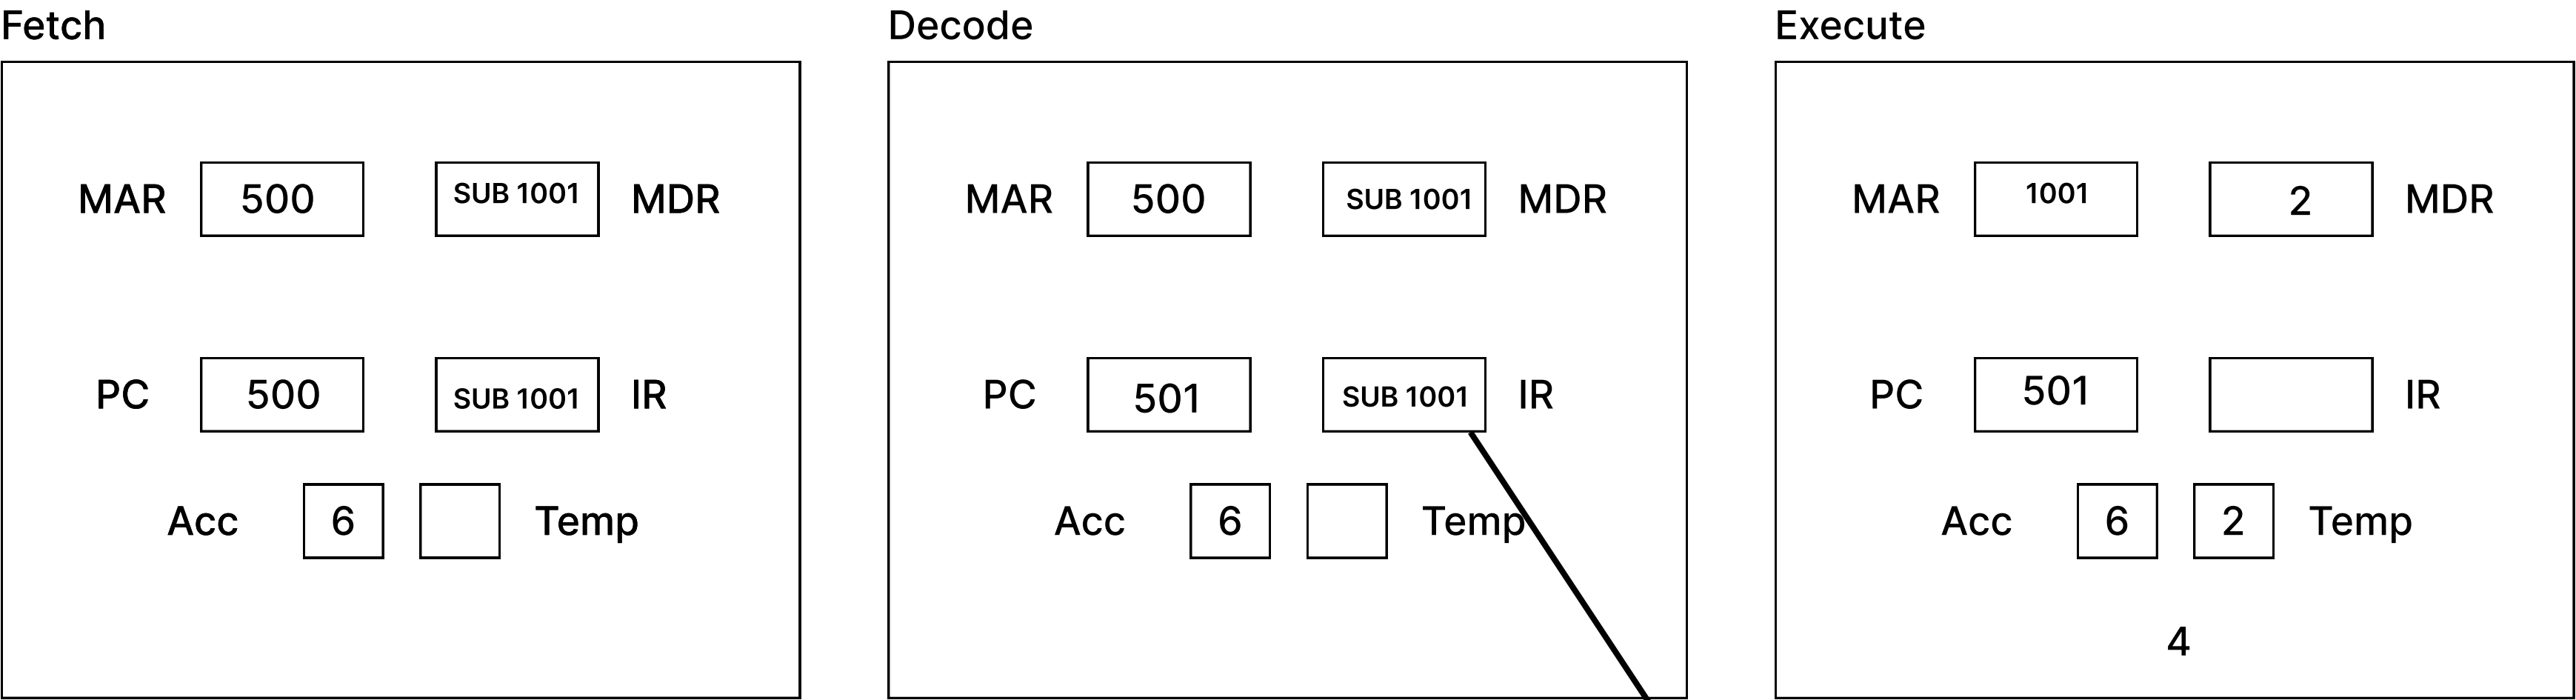 Fetch
MAR 500 SUB 1001 MDR
PC 500 SUB 1001 IR
Acc 6 Temp
Decode
MAR 500 SUB 1001 MDR
PC 501 SUB 1001 IR
Acc 6 Temp
Execute
MAR 1001 2 MDR
PC 501 IR
Acc 6 2 Temp
4